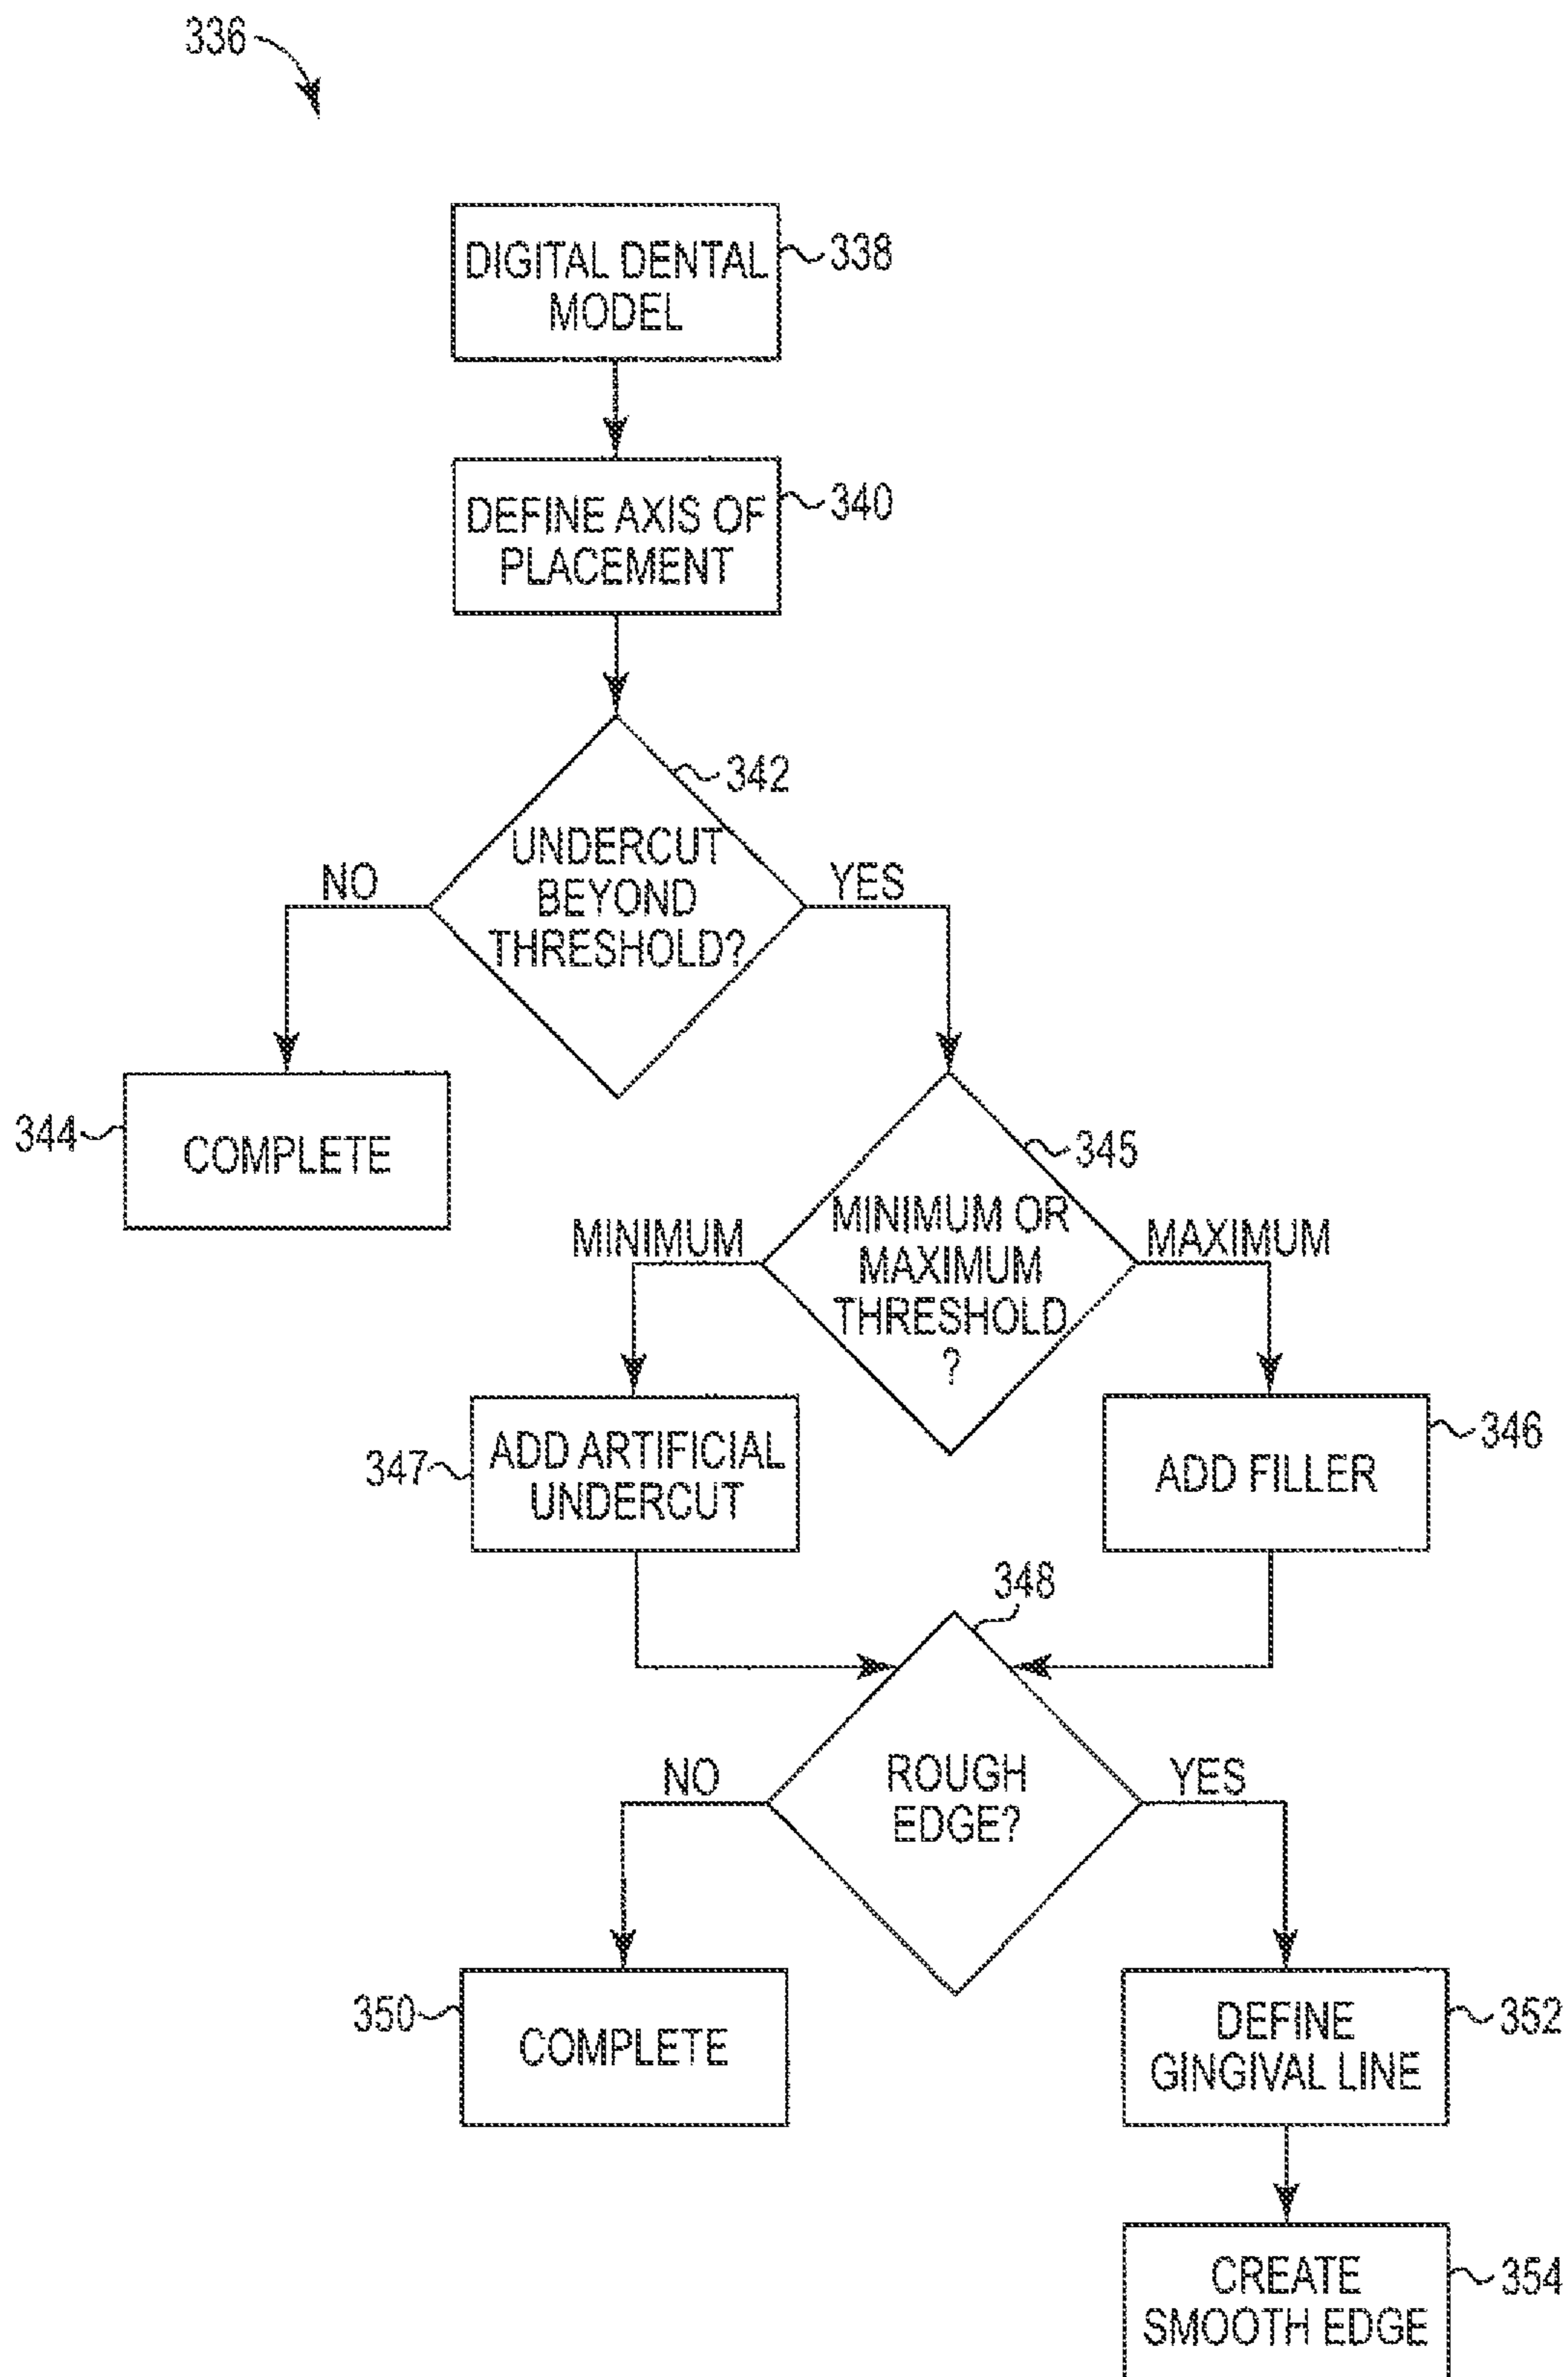 336
DIGITAL DENTAL
MODEL
338
DEFINE AXIS OF
PLACEMENT
340
342
UNDERCUT
BEYOND
THRESHOLD?
NO
YES
344
COMPLETE
345
MINIMUM OR
MAXIMUM
THRESHOLD
?
MINIMUM
MAXIMUM
347
ADD ARTIFICIAL
UNDERCUT
ADD FILLER
346
348
ROUGH
EDGE?
NO
YES
350
COMPLETE
DEFINE
GINGIVAL LINE
352
CREATE
SMOOTH EDGE
354